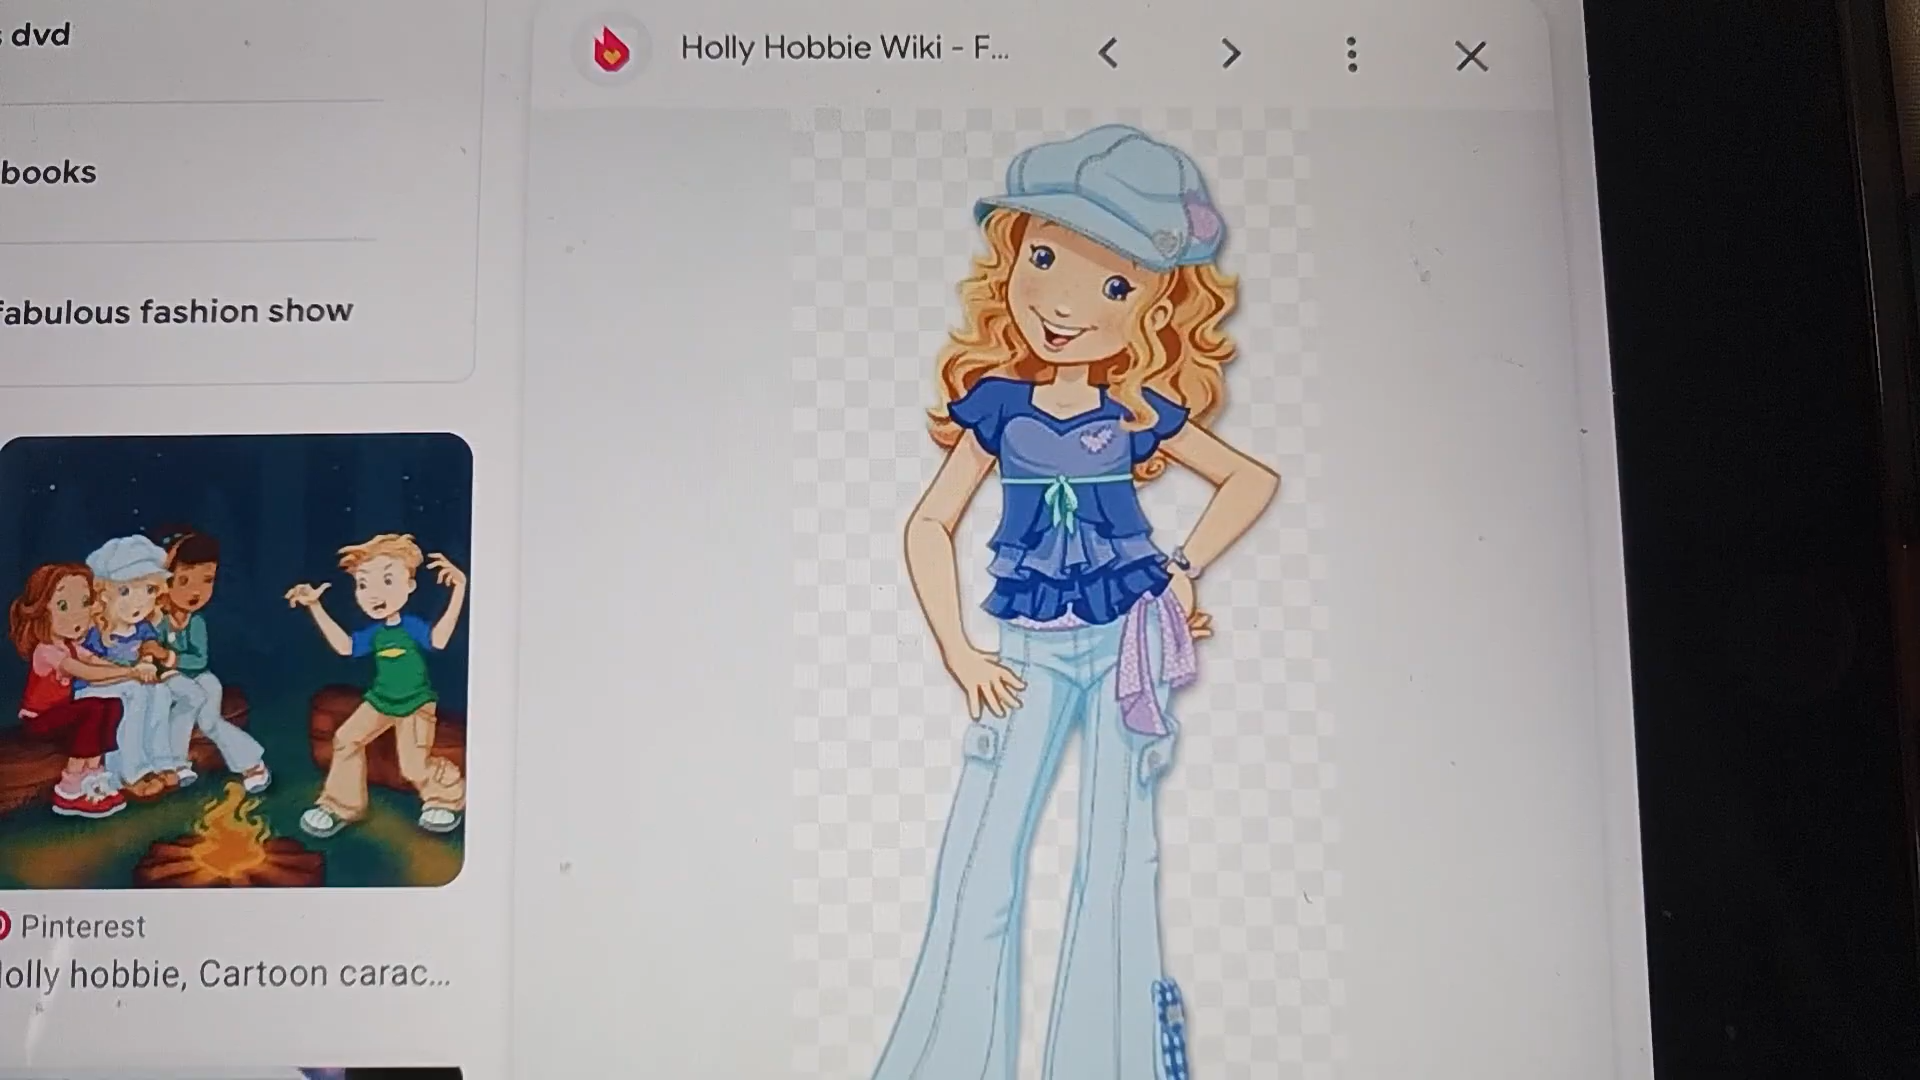 dvd
books
fabulous fashion show
Pinterest
olly hobbie, Cartoon carac...
Holly Hobbie Wiki - F...